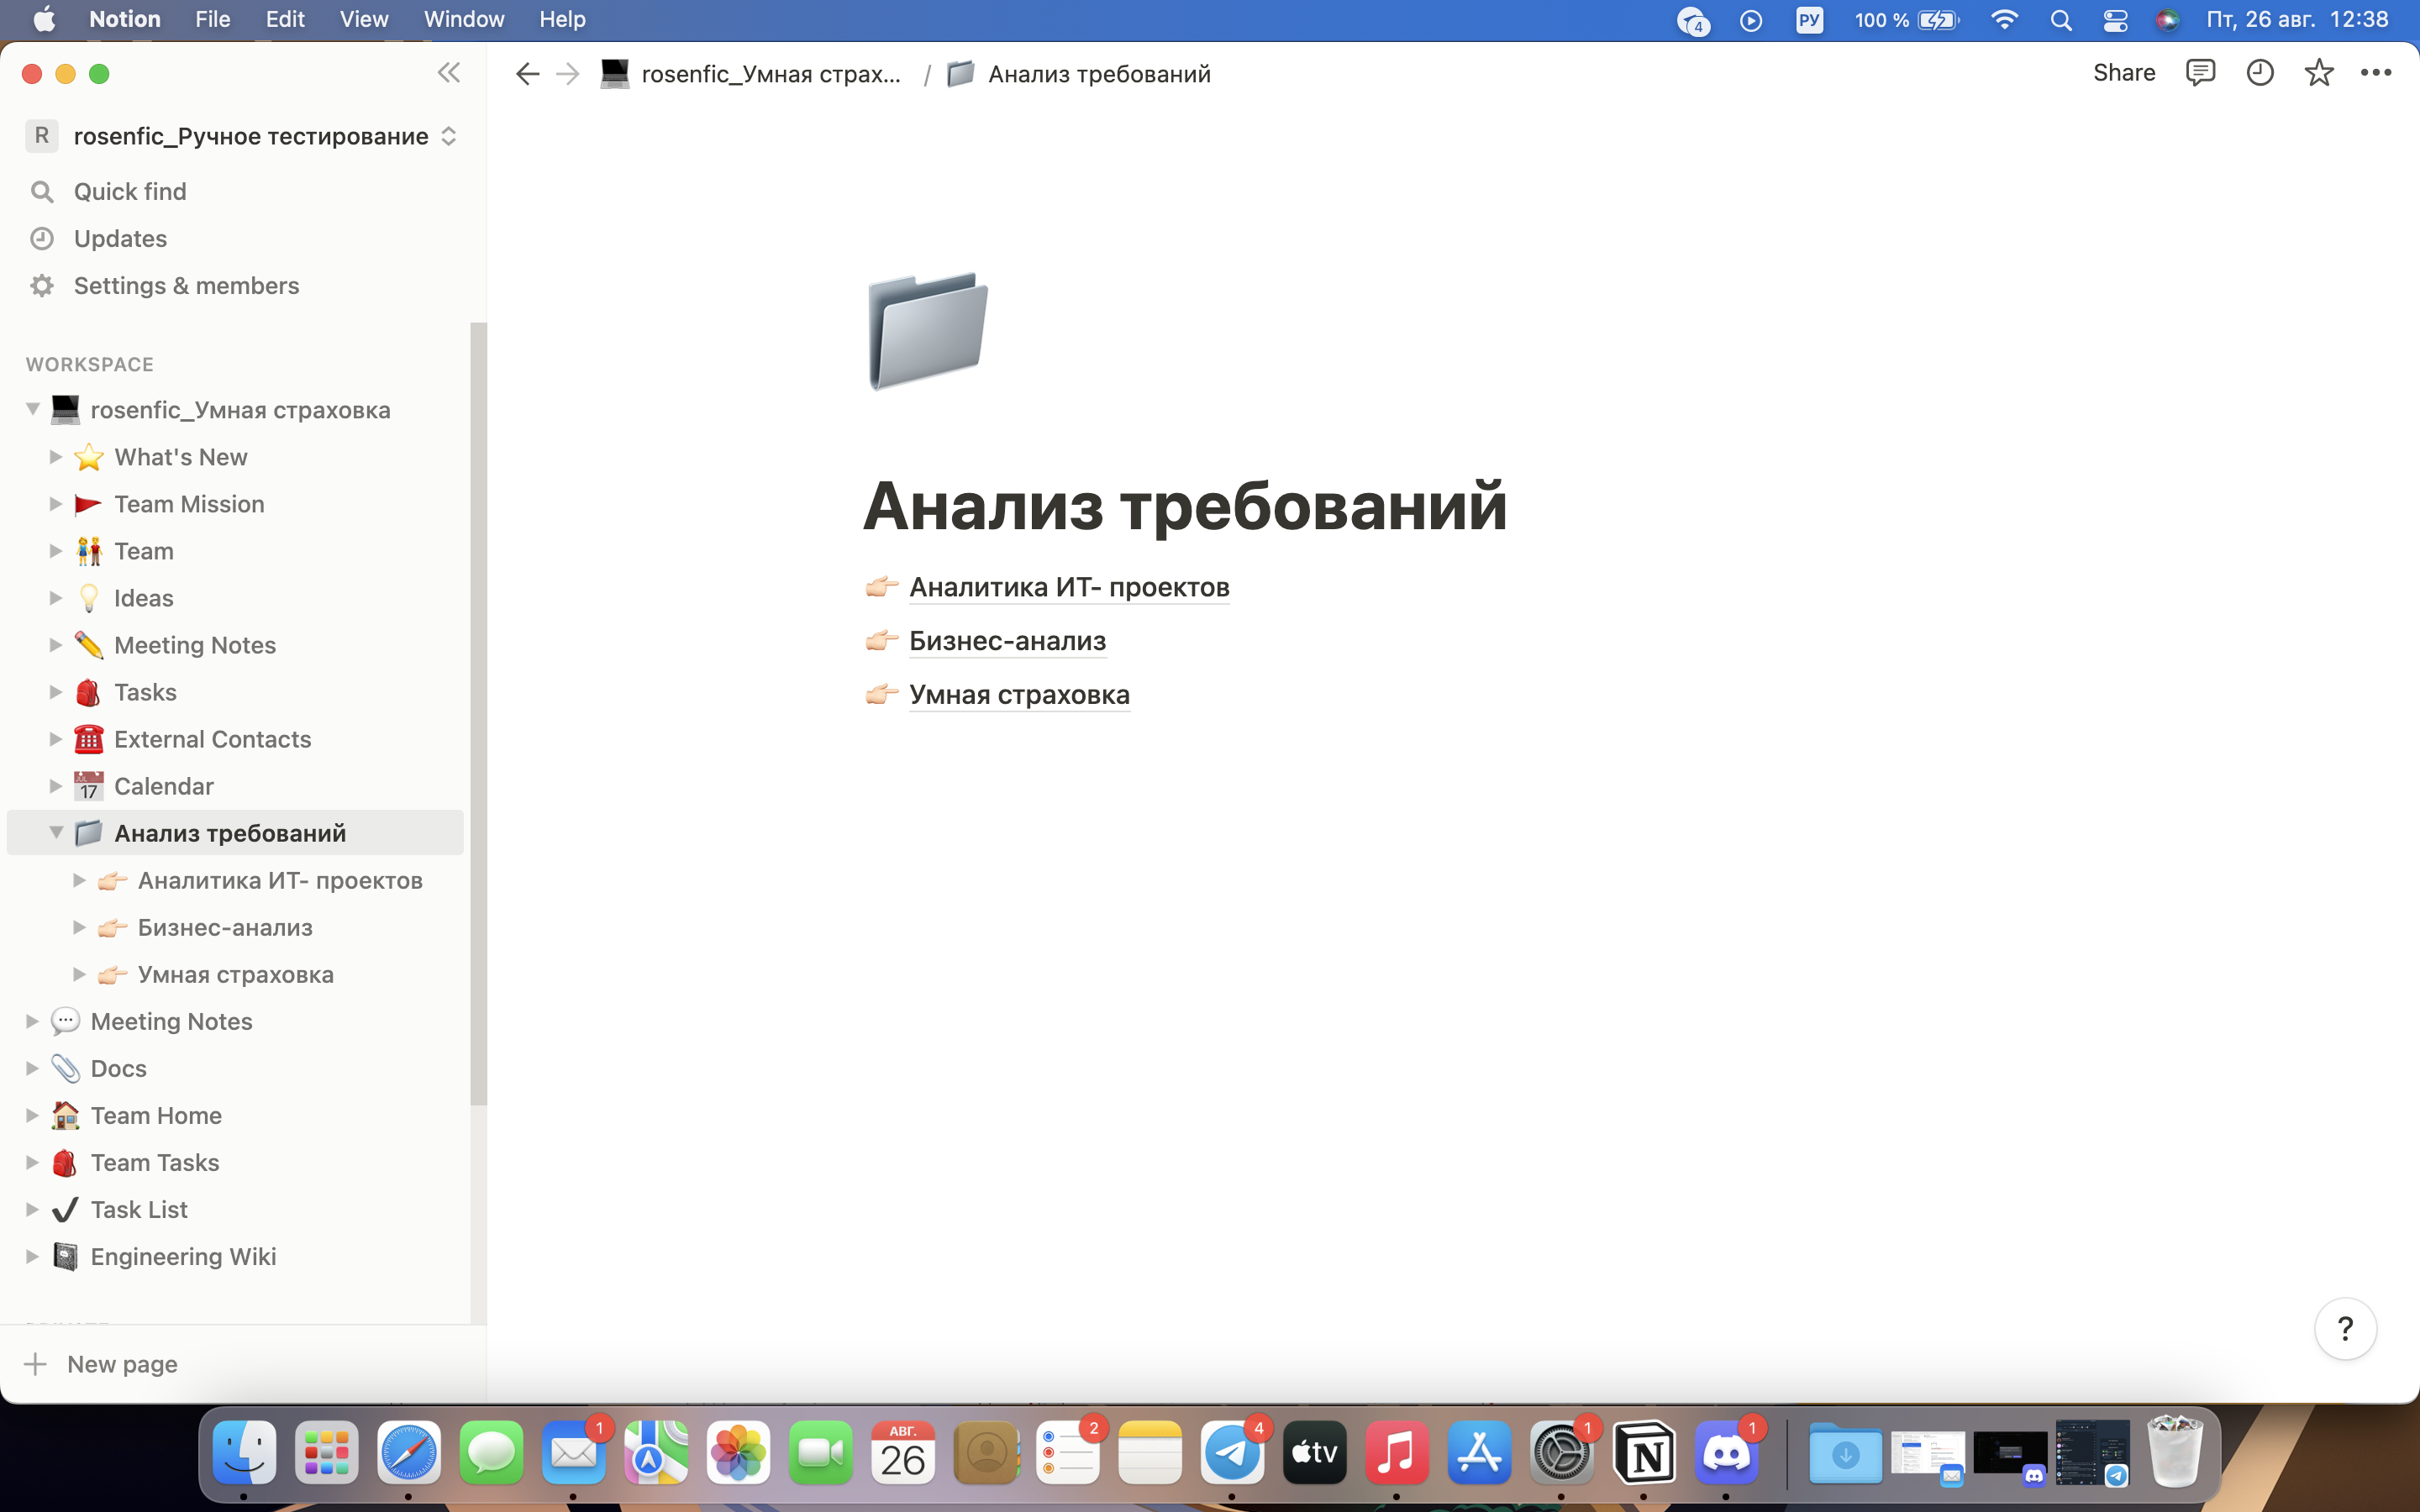 Notion File Edit View Window Help 4 РУ 100 % Пт, 26 авг. 12:38
rosenfic_Умная страх... / Анализ требований Share
R rosenfic_Ручное тестирование
Quick find
Updates
Settings & members
WORKSPACE
rosenfic_Умная страховка
What's New
Team Mission
Team
Ideas
Meeting Notes
Tasks
External Contacts
JUL 17 Calendar
Анализ требований
Аналитика ИТ- проектов
Бизнес-анализ
Умная страховка
Meeting Notes
Docs
Team Home
Team Tasks
Task List
Engineering Wiki
New page
Анализ требований
Аналитика ИТ- проектов
Бизнес-анализ
Умная страховка
?
1 АВГ. 26 2 4 tv 1 N 1